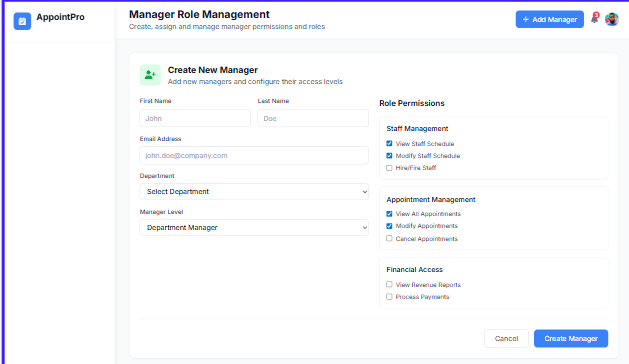 AppointPro
Manager Role Management
Create, assign and manage manager permissions and roles
+ Add Manager
3
Create New Manager
Add new managers and configure their access levels
First Name
Last Name
John
Doe
Email Address
john.doe@company.com
Department
Select Department
Manager Level
Department Manager
Role Permissions
Staff Management
View Staff Schedule
Modify Staff Schedule
Hire/Fire Staff
Appointment Management
View All Appointments
Modify Appointments
Cancel Appointments
Financial Access
View Revenue Reports
Process Payments
Cancel
Create Manager